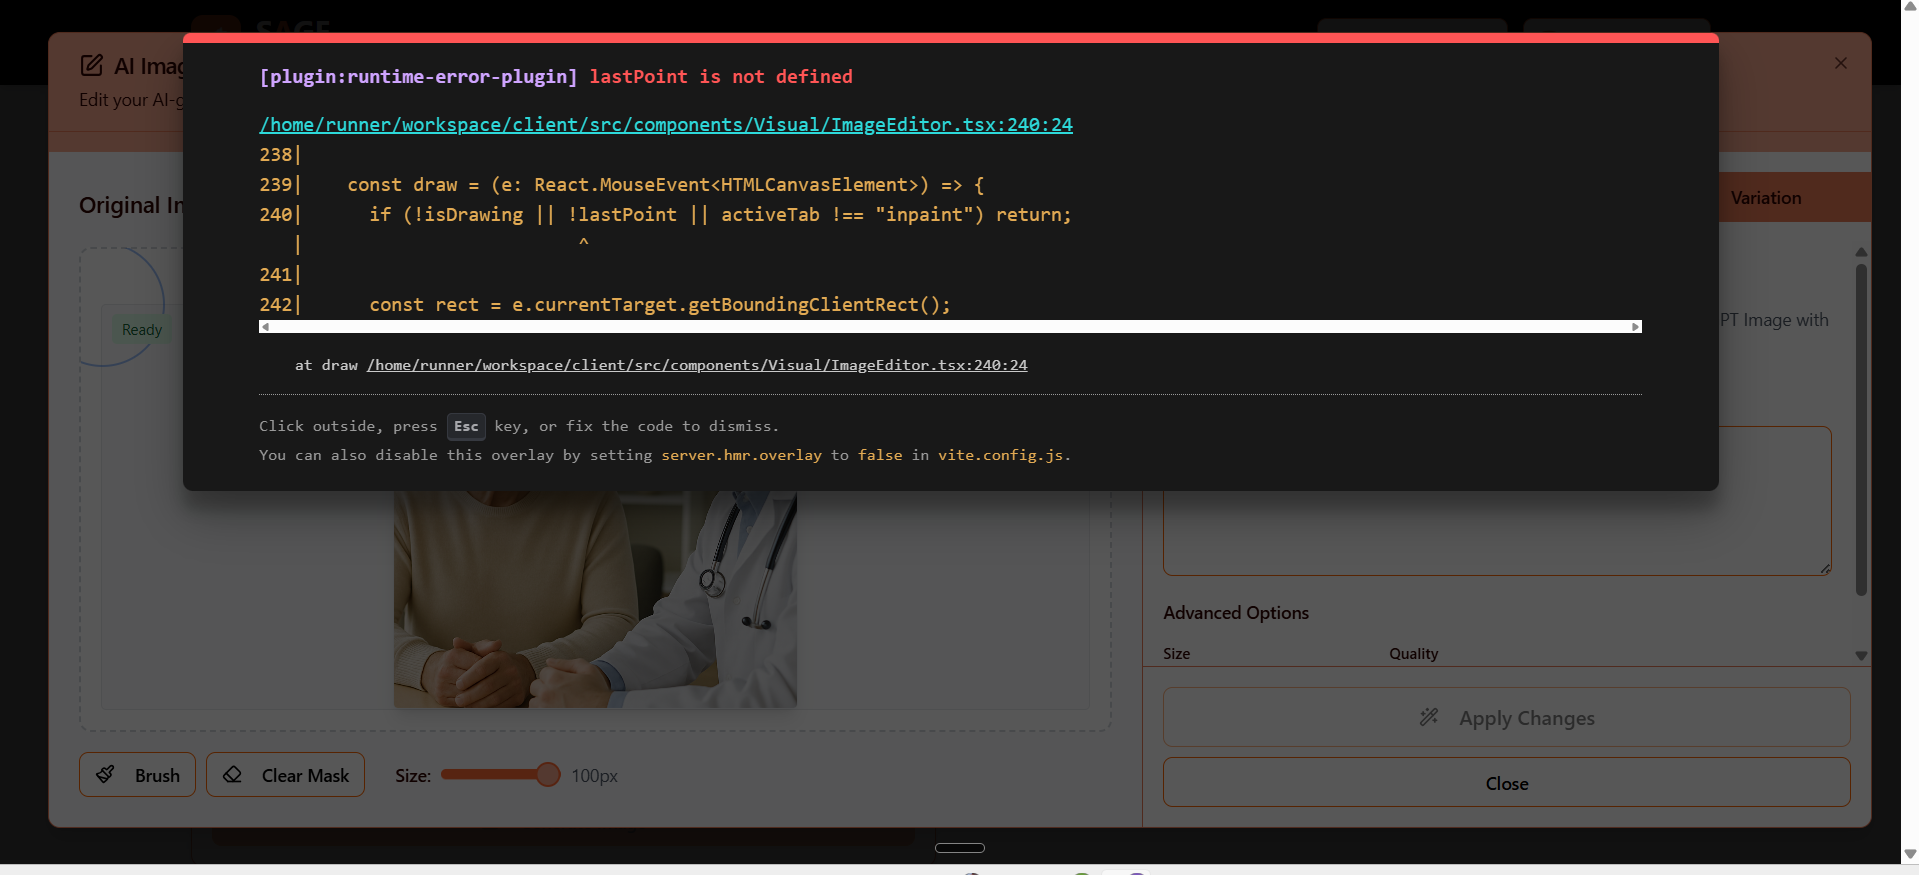 SAGE
AI Imag
Edit your AI-g
[plugin:runtime-error-plugin] lastPoint is not defined
/home/runner/workspace/client/src/components/Visual/ImageEditor.tsx:240:24
238|
239|    const draw = (e: React.MouseEvent<HTMLCanvasElement>) => {
240|      if (!isDrawing || !lastPoint || activeTab !== "inpaint") return;
   |                         ^
241|
242|      const rect = e.currentTarget.getBoundingClientRect();
at draw /home/runner/workspace/client/src/components/Visual/ImageEditor.tsx:240:24
Click outside, press Esc key, or fix the code to dismiss.
You can also disable this overlay by setting server.hmr.overlay to false in vite.config.js.
Original Im
Ready
Variation
PT Image with
Advanced Options
Size Quality
Apply Changes
Close
Brush
Clear Mask
Size:
100px